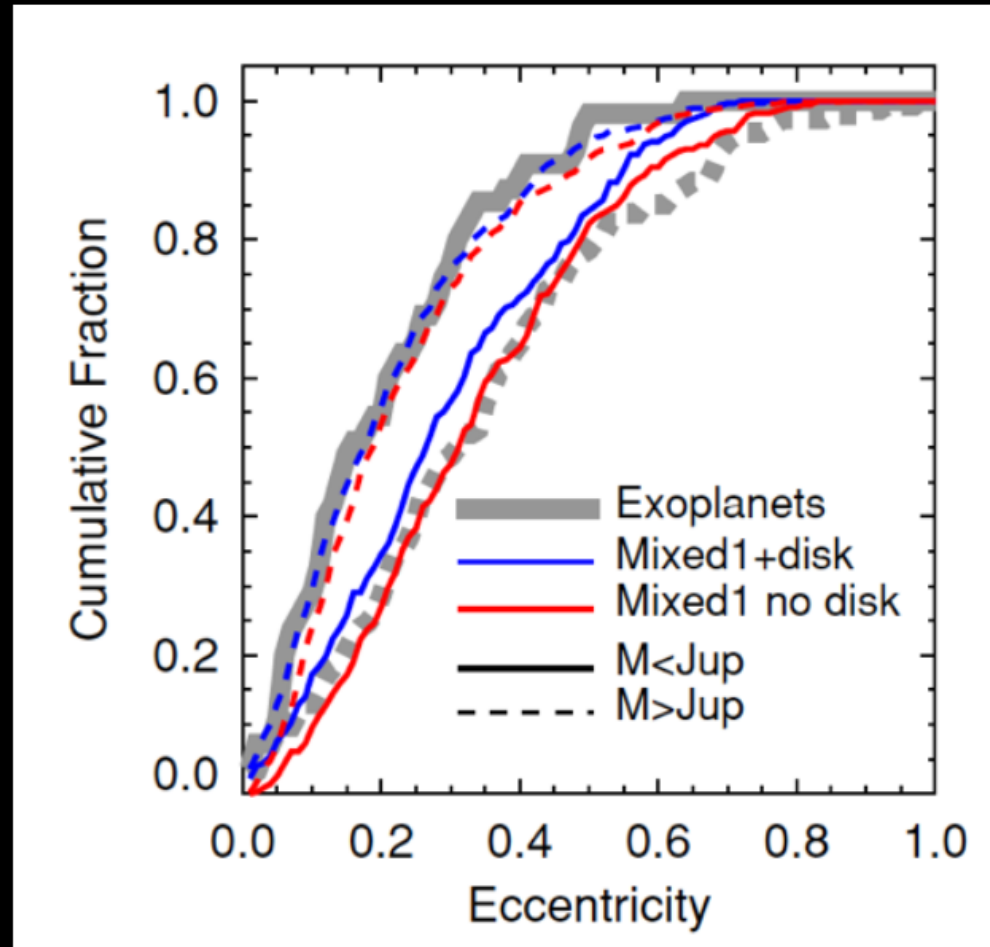 1.0
0.8
0.6
0.4
0.2
0.0
Cumulative Fraction
Exoplanets
Mixed1+disk
Mixed1 no disk
M<Jup
M>Jup
0.0 0.2 0.4 0.6 0.8 1.0
Eccentricity